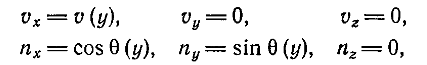 v_x = v (y), v_y = 0, v_z = 0,
n_x = cos θ (y), n_y = sin θ (y), n_z = 0,